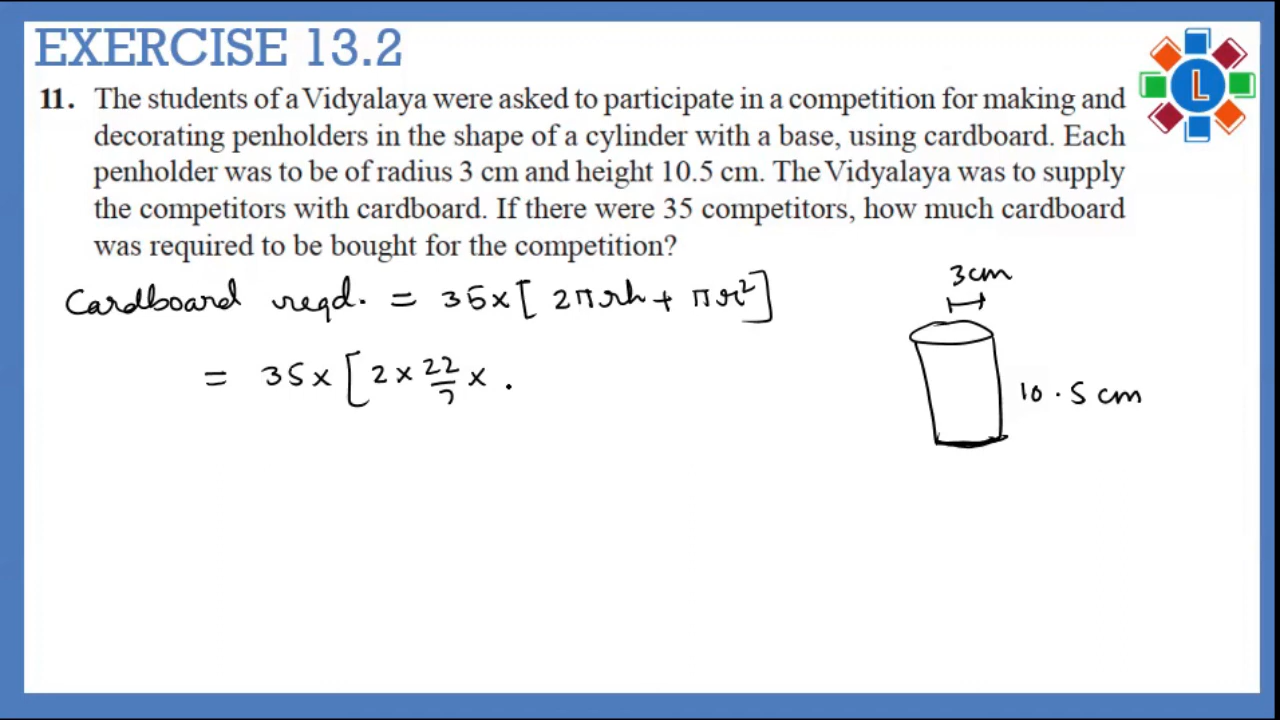 EXERCISE 13.2
L
11. The students of a Vidyalaya were asked to participate in a competition for making and
decorating penholders in the shape of a cylinder with a base, using cardboard. Each
penholder was to be of radius 3 cm and height 10.5 cm. The Vidyalaya was to supply
the competitors with cardboard. If there were 35 competitors, how much cardboard
was required to be bought for the competition?
3cm
Cardboard reqd. = 35×[ 2πrh + πr²]
= 35×[2×22/7× .
10.5 cm